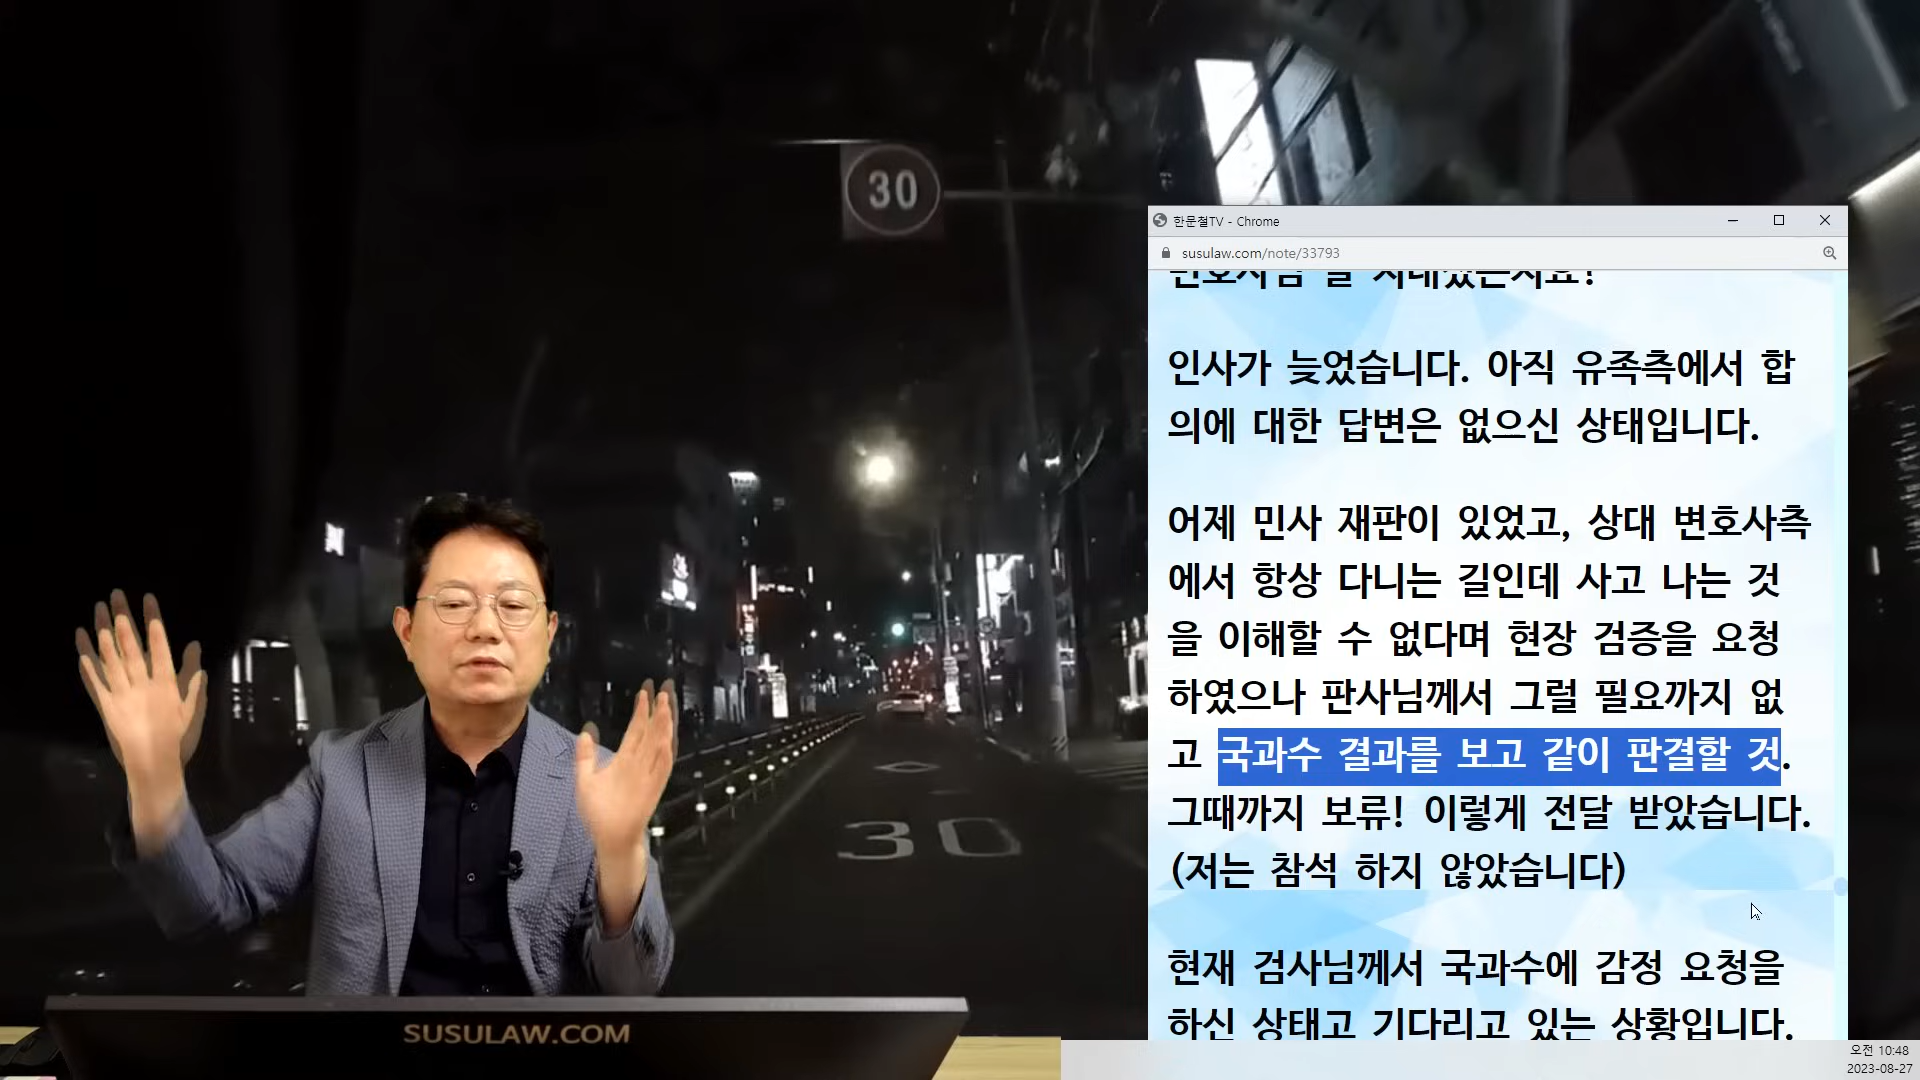 30
한문철TV - Chrome
susulaw.com/note/33793
인사가 늦었습니다. 아직 유족측에서 합
의에 대한 답변은 없으신 상태입니다.
어제 민사 재판이 있었고, 상대 변호사측
에서 항상 다니는 길인데 사고 나는 것
을 이해할 수 없다며 현장 검증을 요청
하였으나 판사님께서 그럴 필요까지 없
고 국과수 결과를 보고 같이 판결할 것.
그때까지 보류! 이렇게 전달 받았습니다.
(저는 참석 하지 않았습니다)
현재 검사님께서 국과수에 감정 요청을
하신 상태고 기다리고 있는 상황입니다.
30
SUSULAW.COM
오전 10:48
2023-08-27